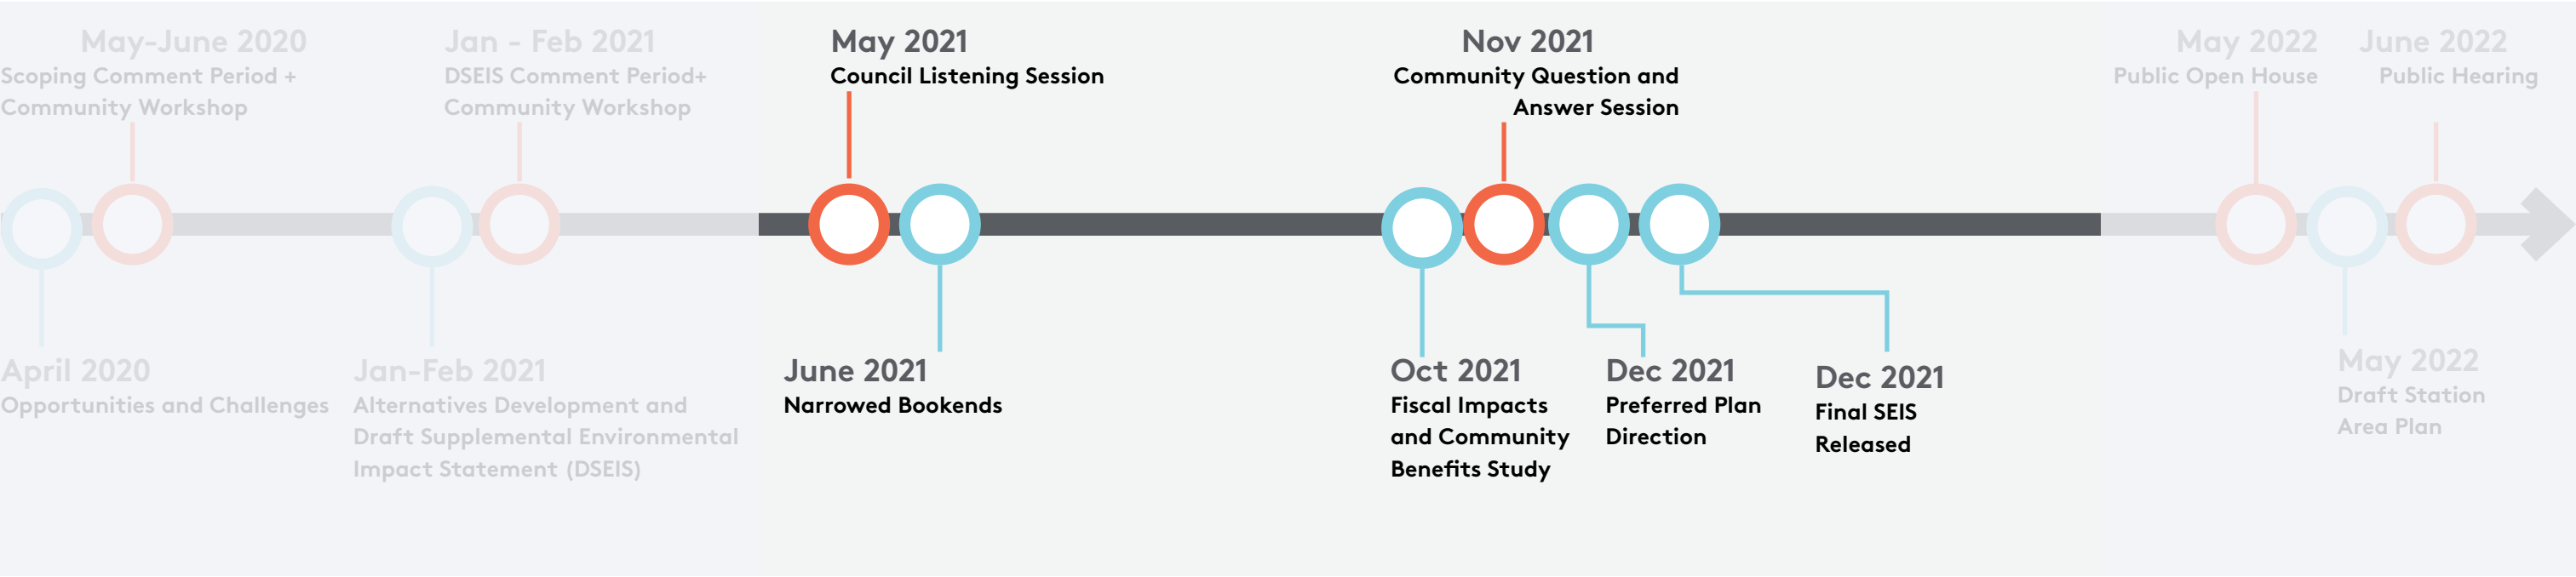 May-June 2020
Scoping Comment Period +
Community Workshop
Jan - Feb 2021
DSEIS Comment Period+
Community Workshop
May 2021
Council Listening Session
Nov 2021
Community Question and
Answer Session
May 2022
Public Open House
June 2022
Public Hearing
April 2020
Opportunities and Challenges
Jan-Feb 2021
Alternatives Development and
Draft Supplemental Environmental
Impact Statement (DSEIS)
June 2021
Narrowed Bookends
Oct 2021
Fiscal Impacts
and Community
Benefits Study
Dec 2021
Preferred Plan
Direction
Dec 2021
Final SEIS
Released
May 2022
Draft Station
Area Plan